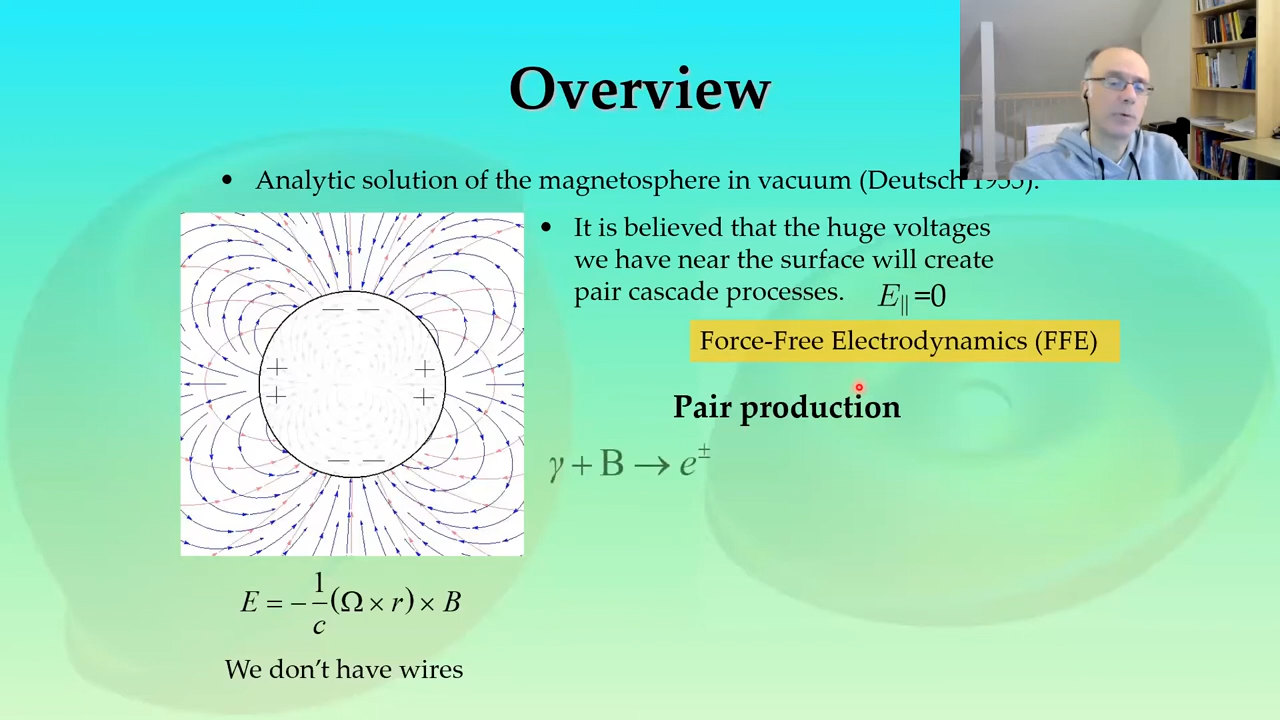 Overview
• Analytic solution of the magnetosphere in vacuum (Deutsch
• It is believed that the huge voltages
we have near the surface will create
pair cascade processes. E∥=0
Force-Free Electrodynamics (FFE)
Pair production
γ + B → e±
E = −1/c (Ω × r) × B
We don't have wires